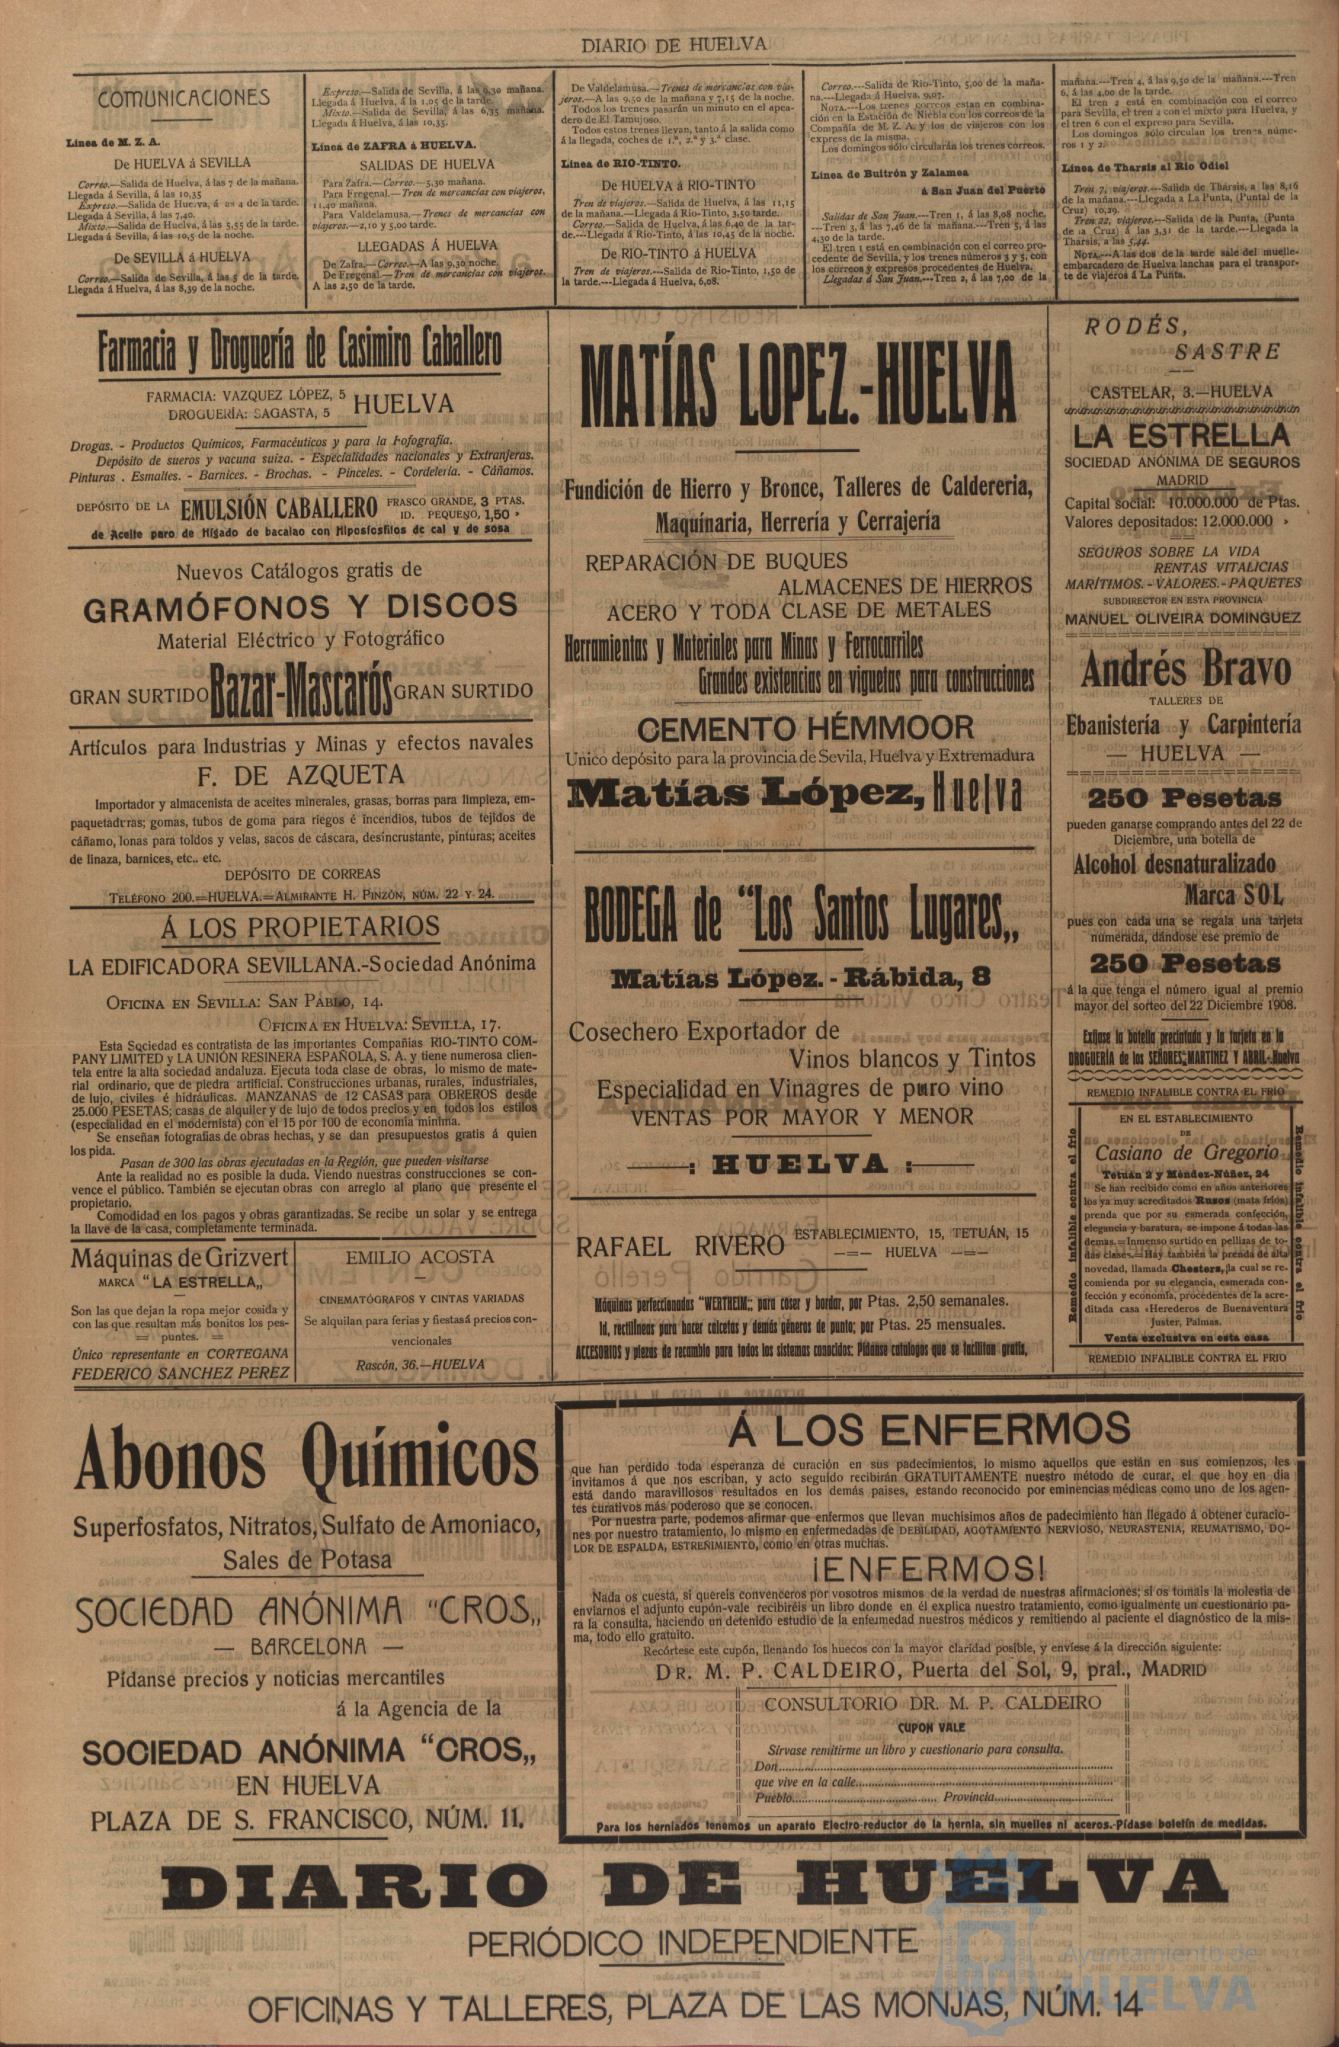 DIARIO DE HUELVA
COMUNICACIONES
Línea de M. Z. A.
De HUELVA á SEVILLA
Correo.—Salida de Huelva, á las 7 de la mañana.
Llegada á Sevilla, á las 10,35
Expreso.—Salida de Huelva, á las 4 de la tarde.
Llegada á Sevilla, á las 7,40.
Mixto.—Salida de Huelva, á las 5,55 de la tarde.
Llegada á Sevilla, á las 10,5 de la noche.
De SEVILLA á HUELVA
Correo.—Salida de Sevilla, á las 5 de la tarde.
Llegada á Huelva, á las 8,39 de la noche.
Expreso.—Salida de Sevilla, á las 9,30 mañana.
Llegada á Huelva, á la 1,05 de la tarde.
Mixto.—Salida de Sevilla, á las 6,35 mañana.
Llegada á Huelva, á las 10,35.
Línea de ZAFRA á HUELVA.
SALIDAS DE HUELVA
Para Zafra.—Correo.—5,30 mañana.
Para Fregenal.—Tren de mercancías con viajeros,
11,40 mañana.
Para Valdelamusa.—Trenes de mercancías con
viajeros.—2,10 y 5,00 tarde.
LLEGADAS Á HUELVA
De Zafra.—Correo.—A las 9,30 noche.
De Fregenal.—Tren de mercancías con viajeros.
A las 2,50 de la tarde.
De Valdelamusa.—Trenes de mercancías con via-
jeros.—A las 9,50 de la mañana y 7,15 de la noche.
Todos los trenes pasarán un minuto en el apea-
dero de El Tamujoso.
Todos estos trenes llevan, tanto á la salida como
á la llegada, coches de 1.ª, 2.ª y 3.ª clase.
Línea de RIO-TINTO.
De HUELVA á RIO-TINTO
Tren de viajeros.—Salida de Huelva, á las 11,15
de la mañana.—Llegada á Rio-Tinto, 3,50 tarde.
Correo.—Salida de Huelva, á las 6,40 de la tar-
de.—Llegada á Rio-Tinto, á las 10,45 de la noche.
De RIO-TINTO á HUELVA
Tren de viajeros.—Salida de Rio-Tinto, 1,50 de
la tarde.—Llegada á Huelva, 6,08.
Correo.—Salida de Rio-Tinto, 5,00 de la maña-
na.—Llegada á Huelva, 9,07.
NOTA.—Los trenes correos estan en combina-
ción en la Estación de Niebla con los correos de la
Compañía de M. Z. A. y los de viajeros con los
expreso de la misma.
Los domingos sólo circularán los trenes correos.
Línea de Buitrón y Zalamea
á San Juan del Puerto
Salidas de San Juan.—Tren 1, á las 8,08 noche.
—Tren 3, á las 7,46 de la mañana.—Tren 5, á las
4,30 de la tarde.
El tren 1 está en combinación con el correo pro-
cedente de Sevilla, y los trenes números 3 y 5, con
los correos y expresos procedentes de Huelva.
Llegadas á San Juan.—Tren 2, á las 7,00 de la
mañana.—Tren 4, á las 9,50 de la mañana.—Tren
6, á las 4,00 de la tarde.
El tren 2 está en combinación con el correo
para Sevilla, el tren 2 con el mixto para Huelva, y
el tren 6 con el expreso para Sevilla.
Los domingos sólo circulan los trenes núme-
ros 1 y 2.
Línea de Tharsis al Río Odiel
Tren 7, viajeros.—Salida de Thársis, a las 8,16
de la mañana.—Llegada a La Punta, (Puntal de la
Cruz) 10,29.
Tren 22, viajeros.—Salida de la Punta, (Punta
de la Cruz) á las 3,31 de la tarde.—Llegada la
Tharsis, a las 5,44.
NOTA.—A las dos de la tarde sale del muelle-
embarcadero de Huelva lanchas para el transpor-
te de viajeros á La Punta.
Farmacia y Droguería de Casimiro Caballero
FARMACIA: VAZQUEZ LÓPEZ, 5
DROGUERÍA: SAGASTA, 5
HUELVA
Drogas. - Productos Químicos, Farmacéuticos y para la Fofografía.
Depósito de sueros y vacuna suiza. - Especialidades nacionales y Extranjeras.
Pinturas . Esmaltes. - Barnices. - Brochas. - Pinceles. - Cordelería. - Cáñamos.
DEPÓSITO DE LA EMULSIÓN CABALLERO FRASCO GRANDE, 3 PTAS.
ID. PEQUEÑO, 1,50 »
de Aceite puro de Hígado de bacalao con Hiposfosfitos de cal y de sosa
Nuevos Catálogos gratis de
GRAMÓFONOS Y DISCOS
Material Eléctrico y Fotográfico
GRAN SURTIDO Bazar-Mascarós GRAN SURTIDO
Artículos para Industrias y Minas y efectos navales
F. DE AZQUETA
Importador y almacenista de aceites minerales, grasas, borras para limpieza, em-
paquetaduras; gomas, tubos de goma para riegos é incendios, tubos de tejidos de
cáñamo, lonas para toldos y velas, sacos de cáscara, desincrustante, pinturas; aceites
de linaza, barnices, etc.. etc.
DEPÓSITO DE CORREAS
TELÉFONO 200.=HUELVA.=ALMIRANTE H. PINZÓN, NÚM. 22 Y 24.
Á LOS PROPIETARIOS
LA EDIFICADORA SEVILLANA.-Sociedad Anónima
OFICINA EN SEVILLA: SAN PABLO, 14.
OFICINA EN HUELVA: SEVILLA, 17.
Esta Sociedad es contratista de las importantes Compañías RIO-TINTO COM-
PANY LIMITED y LA UNIÓN RESINERA ESPAÑOLA, S. A. y tiene numerosa clien-
tela entre la alta sociedad andaluza. Ejecuta toda clase de obras, lo mismo de mate-
rial ordinario, que de piedra artificial. Construcciones urbanas, rurales, industriales,
de lujo, civiles é hidráulicas. MANZANAS de 12 CASAS para OBREROS desde
25.000 PESETAS; casas de alquiler y de lujo de todos precios y en todos los estilos
(especialidad en el modernista) con el 15 por 100 de economía mínima.
Se enseñan fotografías de obras hechas, y se dan presupuestos gratis á quien
los pida.
Pasan de 300 las obras ejecutadas en la Región, que pueden visitarse
Ante la realidad no es posible la duda. Viendo nuestras construcciones se con-
vence el público. También se ejecutan obras con arreglo al plano que presente el
propietario.
Comodidad en los pagos y obras garantizadas. Se recibe un solar y se entrega
la llave de la casa, completamente terminada.
Máquinas de Grizvert
MARCA "LA ESTRELLA„
Son las que dejan la ropa mejor cosida y
con las que resultan más bonitos los pes-
= puntes. =
Único representante en CORTEGANA
FEDERICO SANCHEZ PEREZ
EMILIO ACOSTA
—
CINEMATÓGRAFOS Y CINTAS VARIADAS
Se alquilan para ferias y fiestasá precios con-
vencionales
Rascón, 36.—HUELVA
MATÍAS LOPEZ.-HUELVA
Fundición de Hierro y Bronce, Talleres de Caldereria,
Maquinaria, Herrería y Cerrajería
REPARACIÓN DE BUQUES
ALMACENES DE HIERROS
ACERO Y TODA CLASE DE METALES
Herramientas y Materiales para Minas y Ferrocarriles
Grandes existencias en viguetas para construcciones
CEMENTO HÉMMOOR
Unico depósito para la provincia de Sevila, Huelva y Extremadura
Matías López, Huelva
BODEGA de "Los Santos Lugares„
Matías López. - Rábida, 8
Cosechero Exportador de
Vinos blancos y Tintos
Especialidad en Vinagres de puro vino
VENTAS POR MAYOR Y MENOR
: HUELVA :
RAFAEL RIVERO ESTABLECIMIENTO, 15, TETUÁN, 15
—=— HUELVA —=—
Máquinas perfeccionadas "WERTHEIM„ para coser y bordar, por Ptas. 2,50 semanales.
Id. rectilíneas para hacer calcetas y demás géneros de punto; por Ptas. 25 mensuales.
ACCESORIOS y piezas de recambio para todos los sistemas conocidos: Pídanse catálogos que se facilitan gratis,
RODÉS,
SASTRE
CASTELAR, 3.—HUELVA
LA ESTRELLA
SOCIEDAD ANÓNIMA DE SEGUROS
MADRID
Capital social: 10.000.000 de Ptas.
Valores depositados: 12.000.000 »
SEGUROS SOBRE LA VIDA
RENTAS VITALICIAS
MARÍTIMOS. - VALORES. - PAQUETES
SUBDIRECTOR EN ESTA PROVINCIA
MANUEL OLIVEIRA DOMINGUEZ
Andrés Bravo
TALLERES DE
Ebanistería y Carpintería
— HUELVA —
250 Pesetas
pueden ganarse comprando antes del 22 de
Diciembre, una botella de
Alcohol desnaturalizado
Marca SOL
pues con cada una se regala una tarjeta
numerada, dándose ese premio de
250 Pesetas
á la que tenga el número igual al premio
mayor del sorteo del 22 Diciembre 1908.
Exíjase la botella precintada y la tarjeta en la
DROGUERÍA de los SEÑORES MARTINEZ Y ABRIL-Huelva
REMEDIO INFALIBLE CONTRA EL FRÍO
Remedio infalible contra el frío
EN EL ESTABLECIMIENTO
DE
Casiano de Gregorio
Tetuán 2 y Méndez-Núñez, 24
Se han recibido como en años anteriores
los ya muy acreditados Rusos (mata fríos)
prenda que por su esmerada confección,
elegancia y baratura, se impone á todas las
demas.=Inmenso surtido en pellizas de to-
das clases.=Hay también la prenda de alta
novedad, llamada Chesters, la cual se re-
comienda por su elegancia, esmerada con-
fección y economía, procedentes de la acre-
ditada casa «Herederos de Buenaventura
Juster, Palmas.
Venta exclusiva en esta casa
Remedio infalible contra el frío
REMEDIO INFALIBLE CONTRA EL FRIO
Abonos Químicos
Superfosfatos, Nitratos, Sulfato de Amoniaco,
Sales de Potasa
SOCIEDAD ANÓNIMA "CROS„
— BARCELONA —
Pídanse precios y noticias mercantiles
á la Agencia de la
SOCIEDAD ANÓNIMA "CROS„
EN HUELVA
PLAZA DE S. FRANCISCO, NÚM. 11.
Á LOS ENFERMOS
que han perdido toda esperanza de curación en sus padecimientos, lo mismo aquellos que están en sus comienzos, les
invitamos á que nos escriban, y acto seguido recibirán GRATUITAMENTE nuestro método de curar, el que hoy en día
está dando maravillosos resultados en los demás paises, estando reconocido por eminencias médicas como uno de los agen-
tes curativos más poderoso que se conocen.
Por nuestra parte, podemos afirmar que enfermos que llevan muchísimos años de padecimiento han llegado á obtener curacio-
nes por nuestro tratamiento, lo mismo en enfermedades de DEBILIDAD, AGOTAMIENTO NERVIOSO, NEURASTENIA, REUMATISMO, DO-
LOR DE ESPALDA, ESTREÑIMIENTO, como en otras muchas.
¡ENFERMOS!
Nada os cuesta, si quereis convenceros por vosotros mismos de la verdad de nuestras afirmaciones; si os tomais la molestia de
enviarnos el adjunto cupón-vale recibiréis un libro donde en él explica nuestro tratamiento, como igualmente un cuestionario pa-
ra la consulta, haciendo un detenido estudio de la enfermedad nuestros médicos y remitiendo al paciente el diagnóstico de la mis-
ma, todo ello gratuito.
Recórtese este cupón, llenando los huecos con la mayor claridad posible, y envíese á la dirección siguiente:
DR. M. P. CALDEIRO, Puerta del Sol, 9, pral., MADRID
CONSULTORIO DR. M. P. CALDEIRO
CUPON VALE
Sírvase remitirme un libro y cuestionario para consulta.
Don
que vive en la calle
Pueblo Provincia
Para los herniados tenemos un aparato Electro-reductor de la hernia, sin muelles ni aceros.-Pídase boletín de medidas.
DIARIO DE HUELVA
PERIÓDICO INDEPENDIENTE
OFICINAS Y TALLERES, PLAZA DE LAS MONJAS, NÚM. 14
Ayuntamiento de
HUELVA